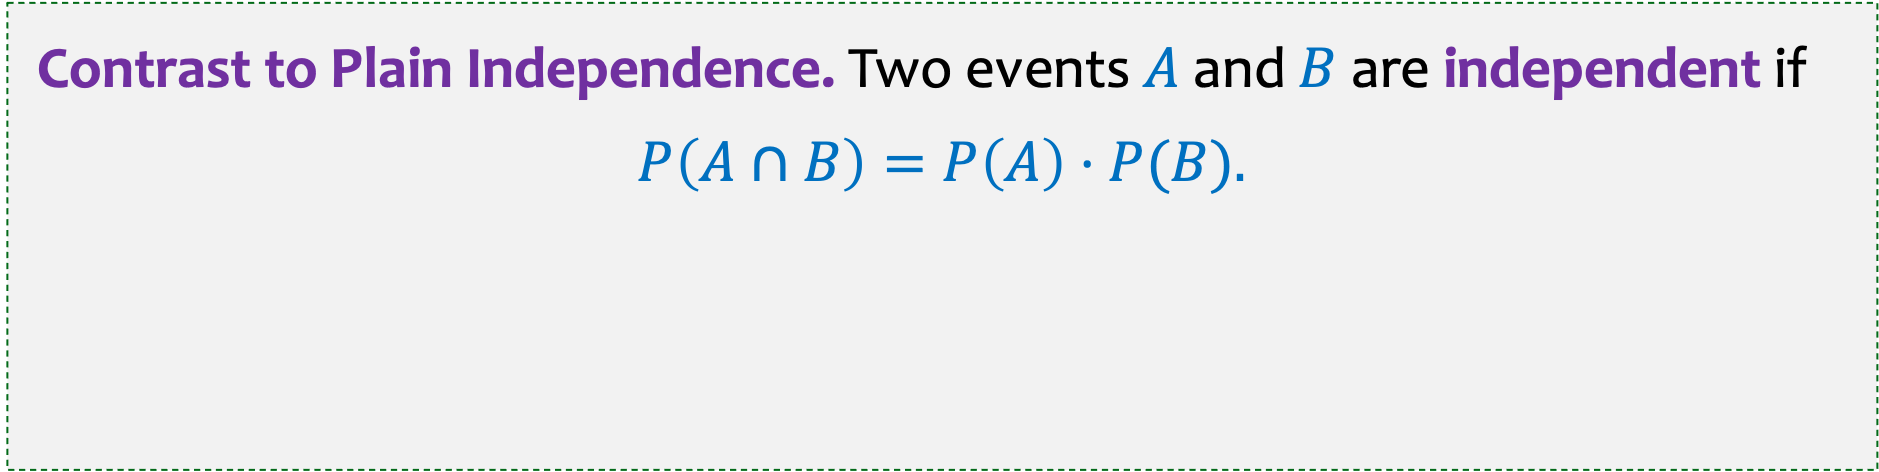 Contrast to Plain Independence. Two events A and B are independent if
P(A ∩ B) = P(A) · P(B).